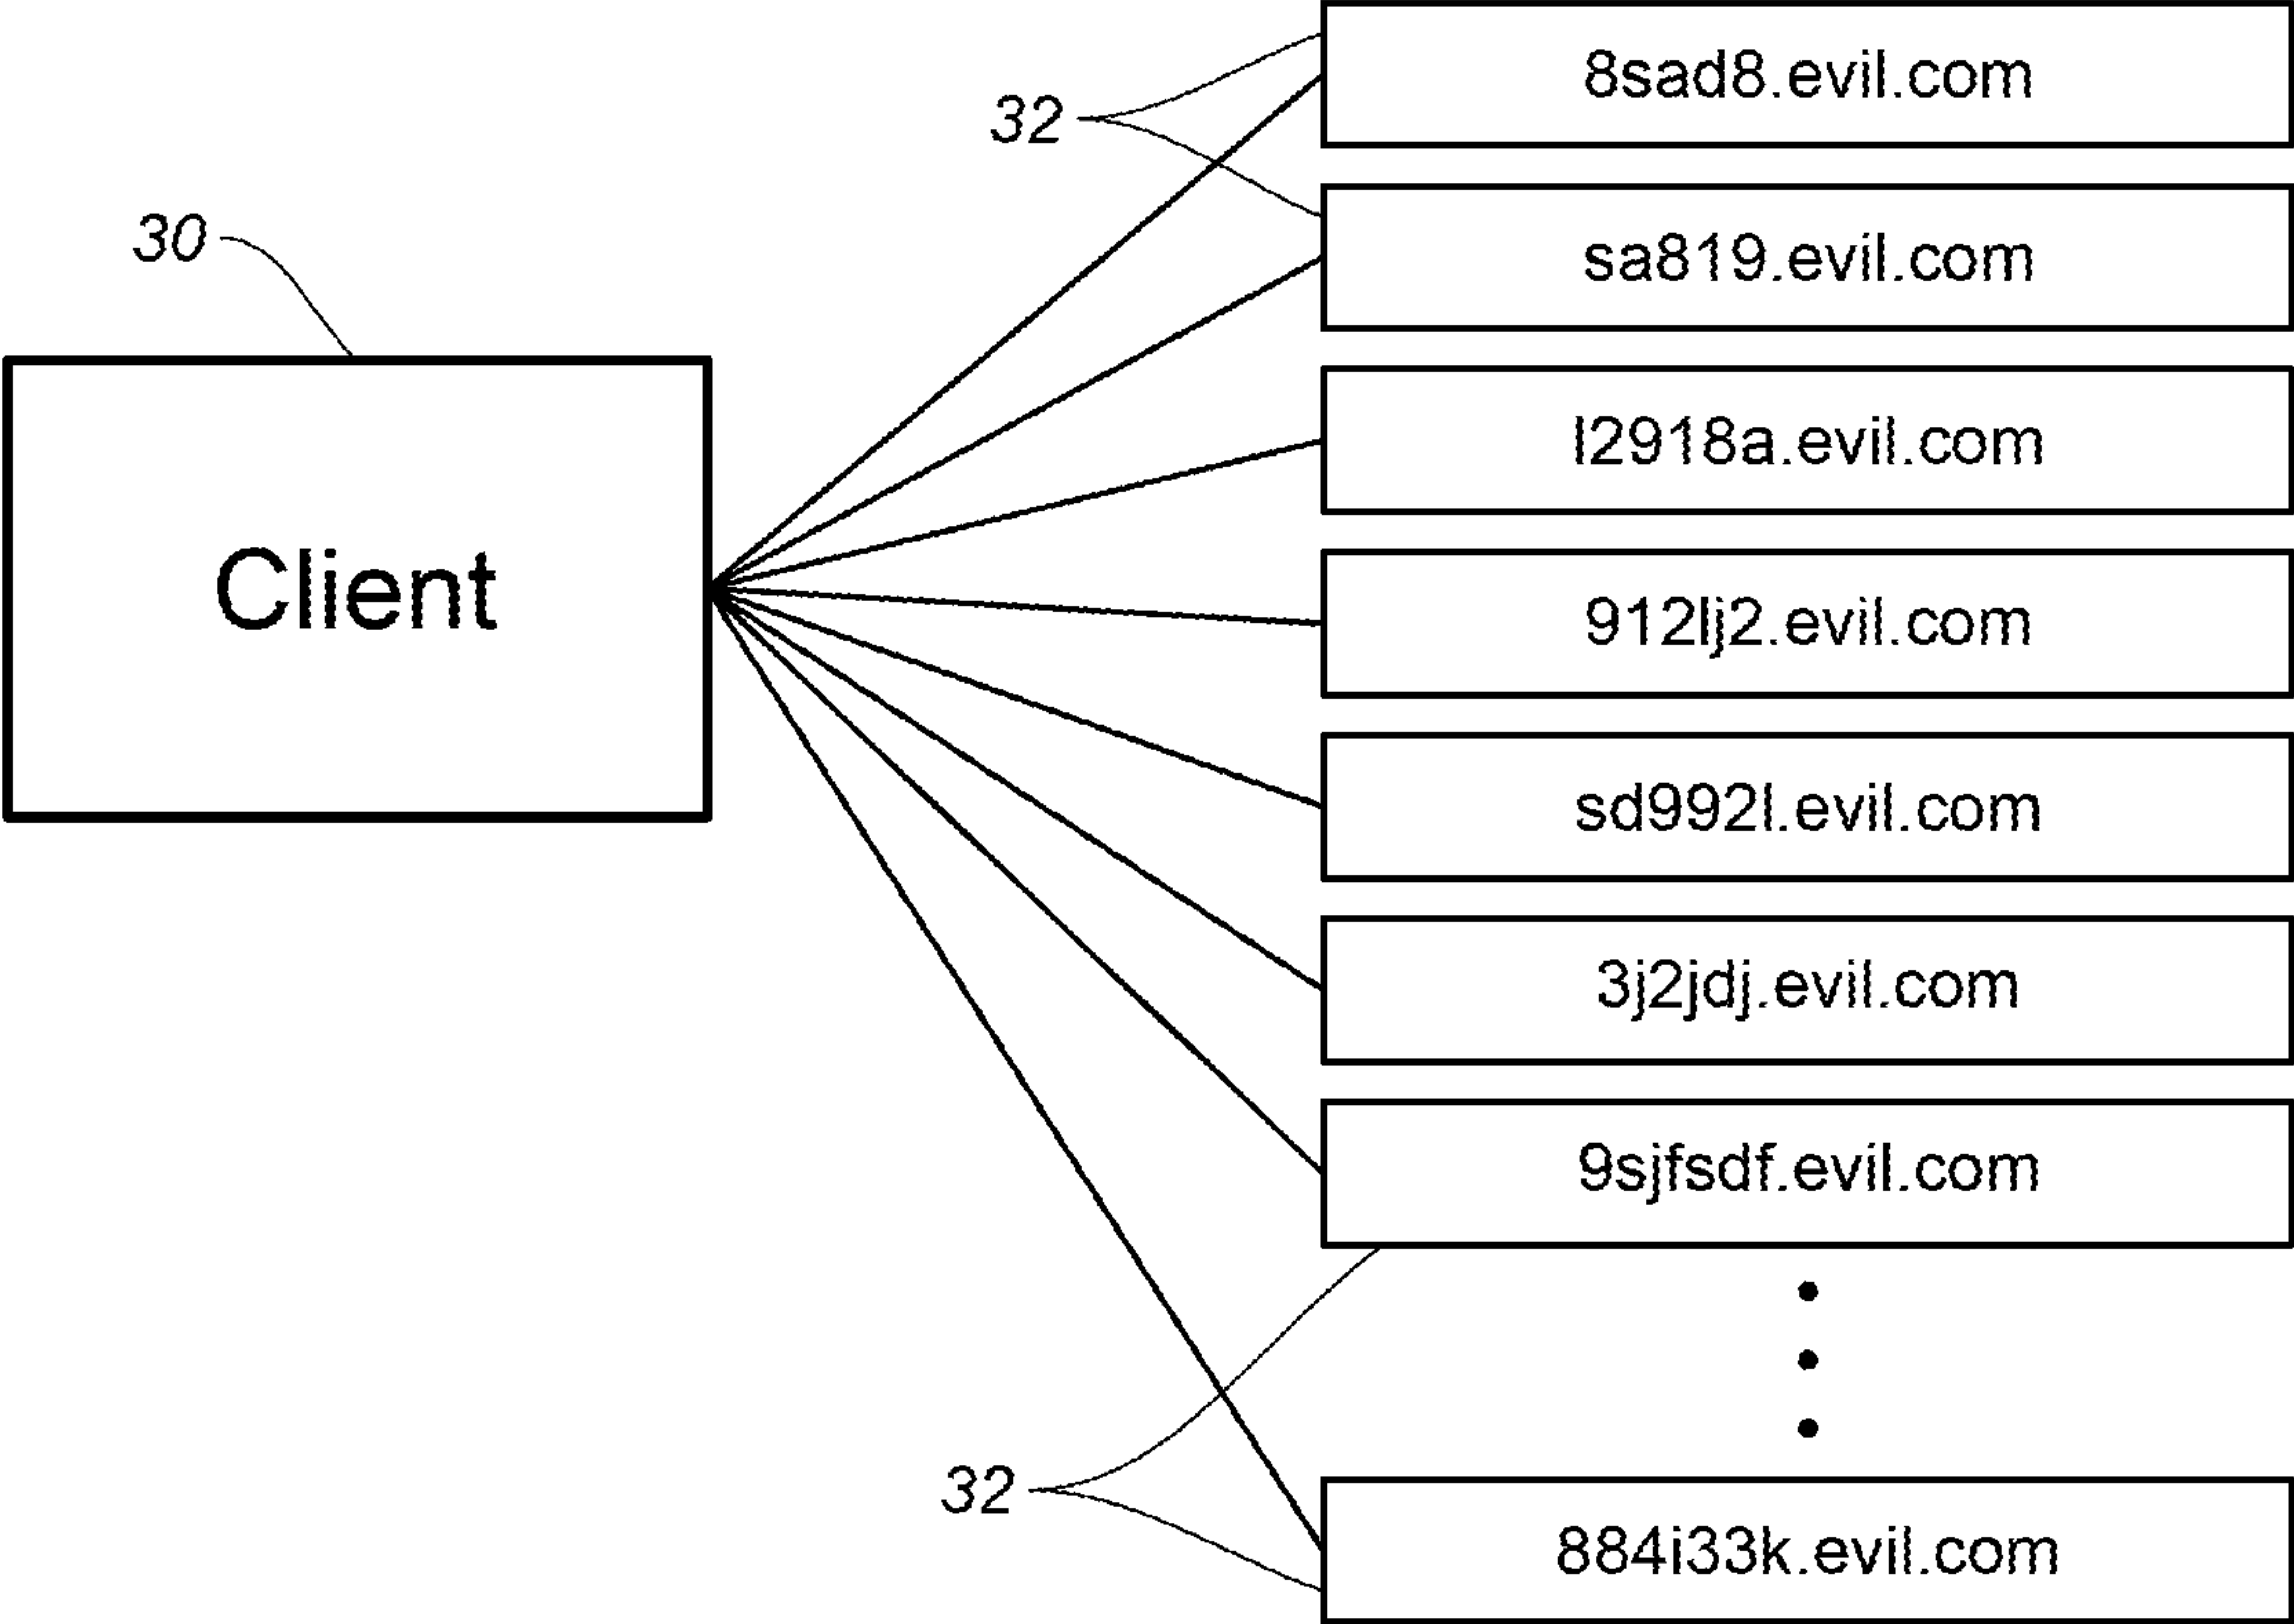 32
8sad8.evil.com
30
sa819.evil.com
l2918a.evil.com
Client
912lj2.evil.com
sd992l.evil.com
3j2jdj.evil.com
9sjfsdf.evil.com
32
884i33k.evil.com